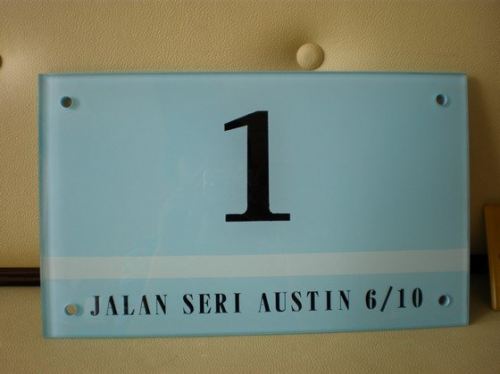 1
JALAN SERI AUSTIN 6/10